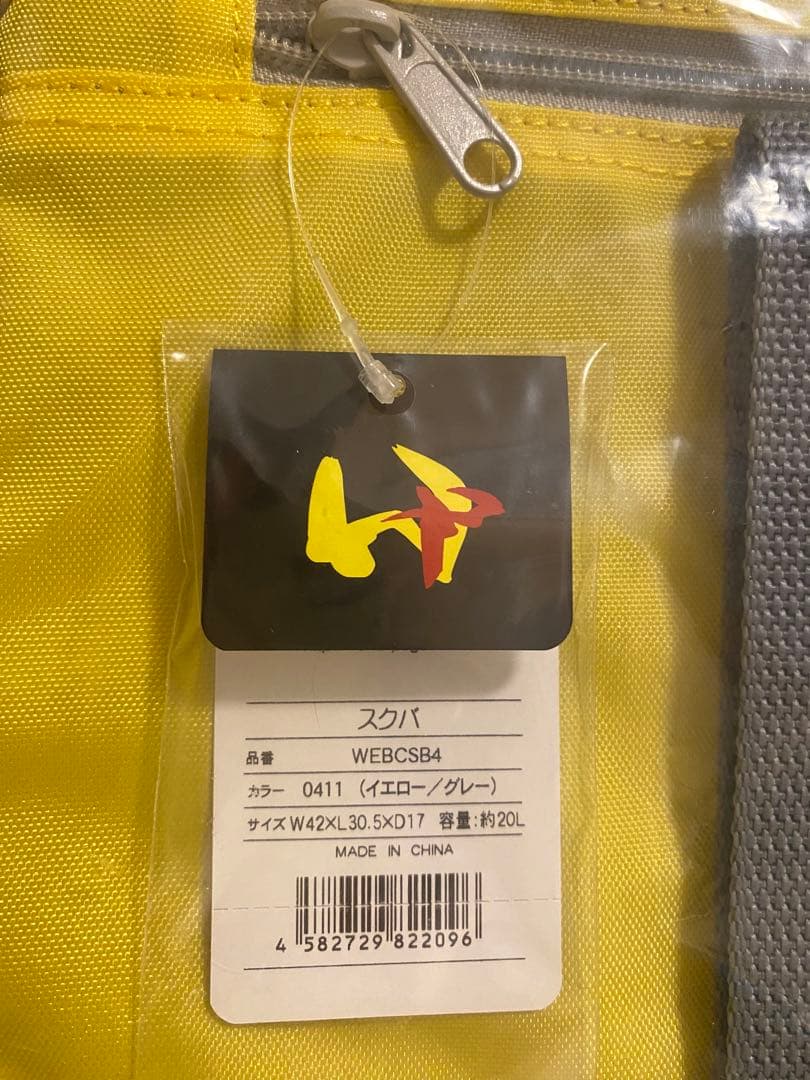 スクバ
品番 WEBCSB4
カラー 0411 (イエロー/グレー)
サイズ W42×L30.5×D17 容量:約20L
MADE IN CHINA
4 582729 822096